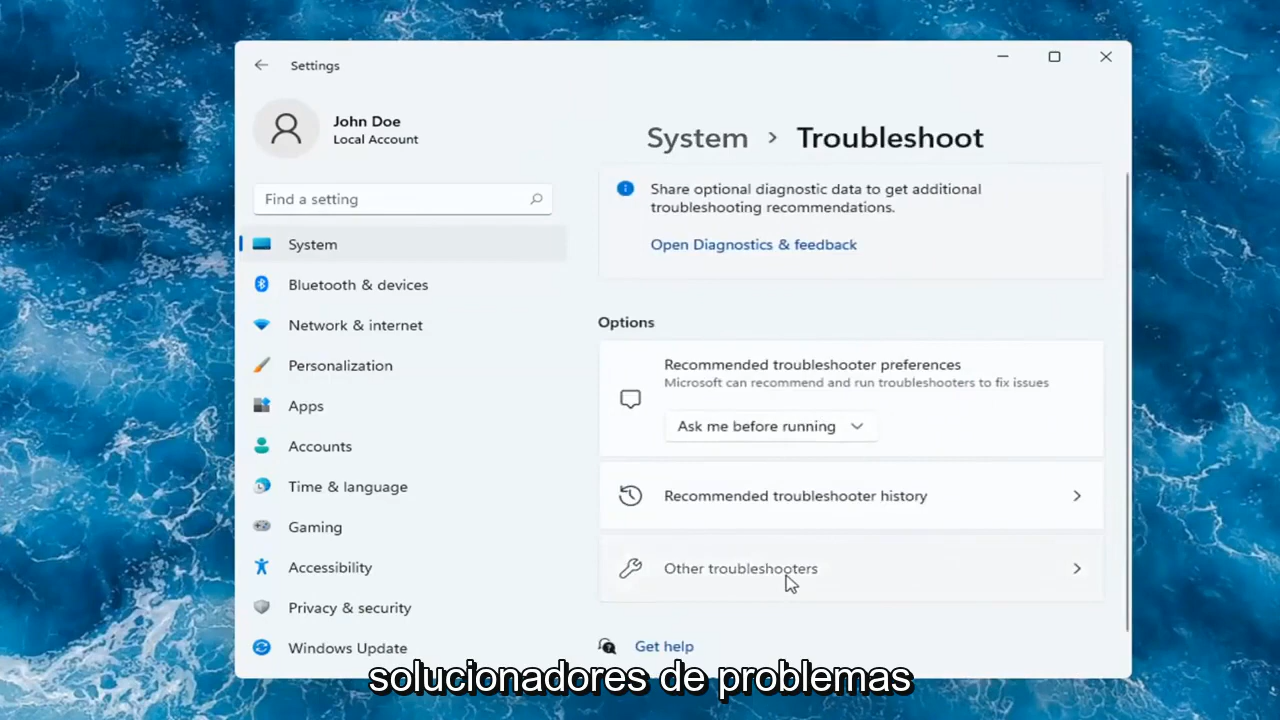 Settings
John Doe
Local Account
Find a setting
System
Bluetooth & devices
Network & internet
Personalization
Apps
Accounts
Time & language
Gaming
Accessibility
Privacy & security
Windows Update
System > Troubleshoot
Share optional diagnostic data to get additional
troubleshooting recommendations.
Open Diagnostics & feedback
Options
Recommended troubleshooter preferences
Microsoft can recommend and run troubleshooters to fix issues
Ask me before running
Recommended troubleshooter history
Other troubleshooters
Get help
solucionadores de problemas